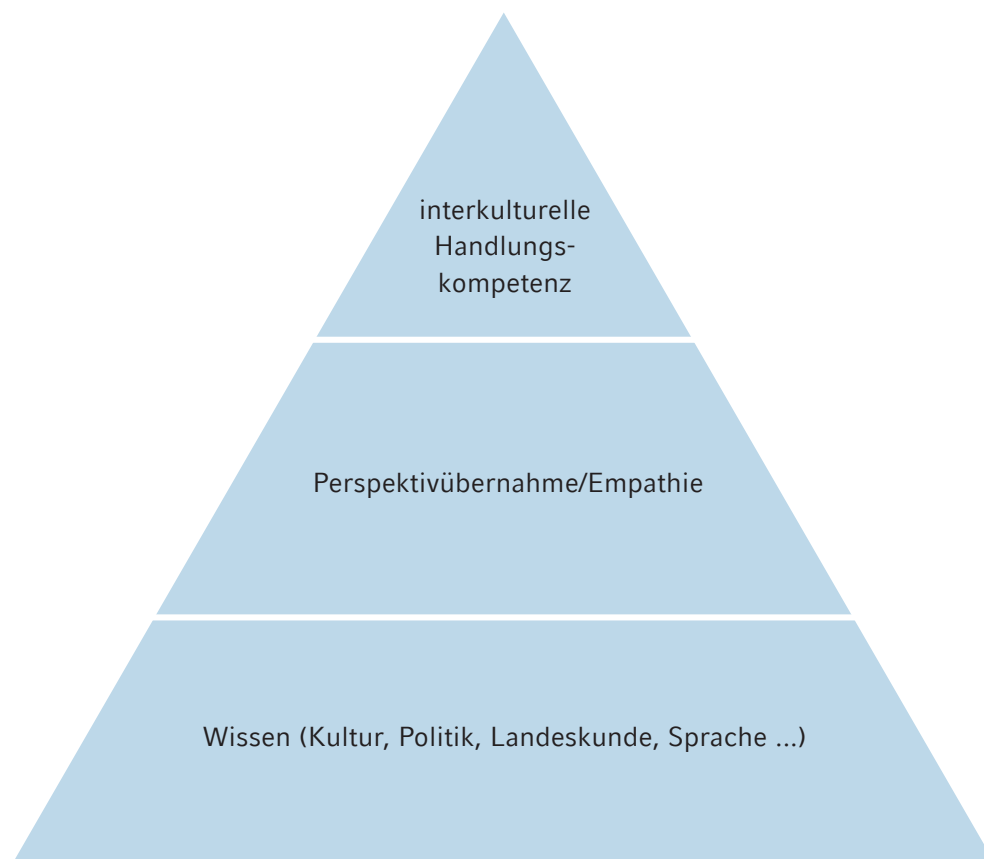 interkulturelle
Handlungs-
kompetenz
Perspektivübernahme/Empathie
Wissen (Kultur, Politik, Landeskunde, Sprache ...)